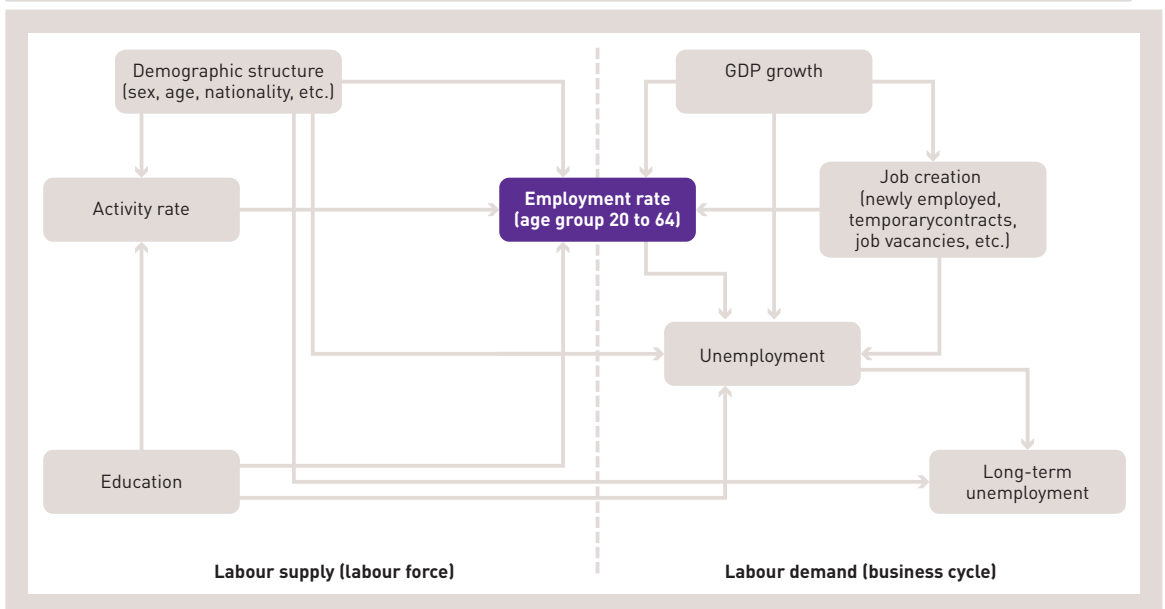 Demographic structure
(sex, age, nationality, etc.)
GDP growth
Activity rate
Employment rate
(age group 20 to 64)
Job creation
(newly employed,
temporarycontracts,
job vacancies, etc.)
Unemployment
Education
Long-term
unemployment
Labour supply (labour force)
Labour demand (business cycle)